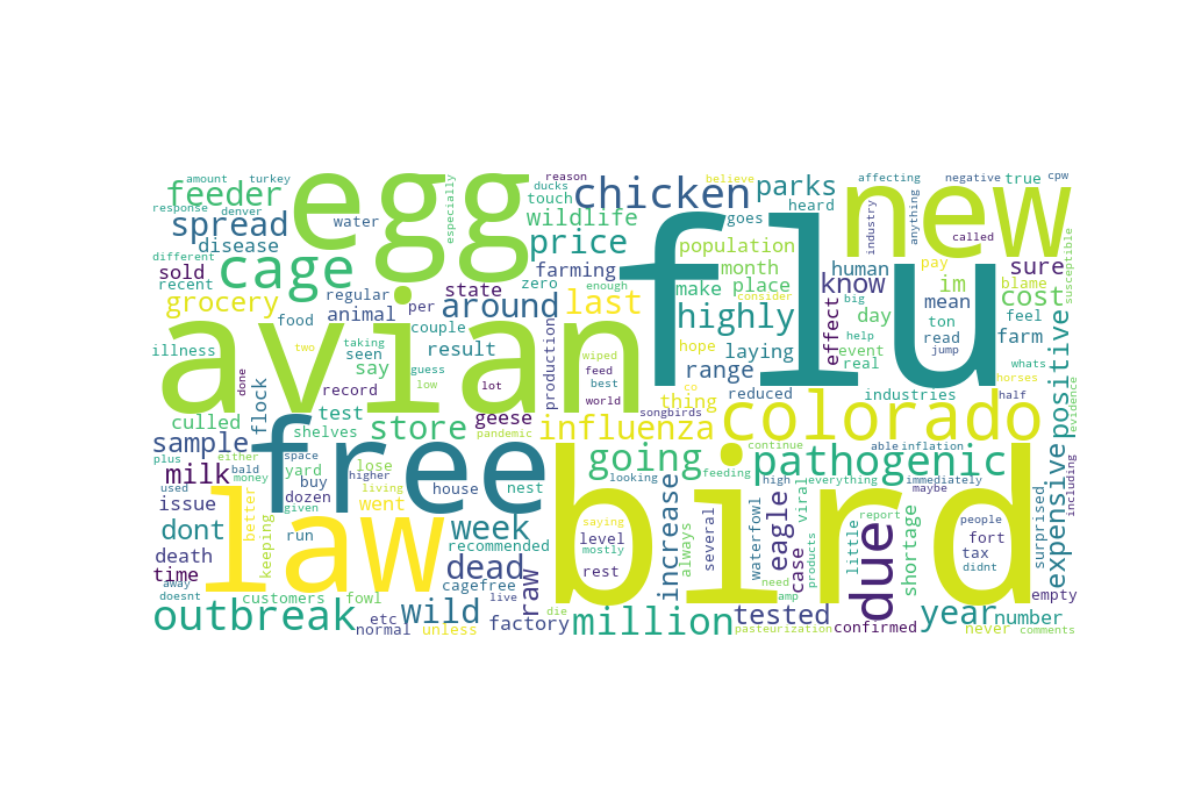 amount turkey egg especially reason ducks chicken believe parks affecting negative true cpw
feeder touch heard new
response denver water wildlife goes industry anything called
spread disease price population susceptible
different cage farming flu month human pay im sure
sold recent zero make place know blame
grocery regular state around last enough consider big mean cost
animal per highly effect day ton feel
food couple production help read farm
illness two taking seen result avian wiped hope laying event real jump whats
say guess feed range horses
done record low lot best world co thing reduced industries half
culled flock test geese songbirds colorado evidence positive
shelves store pandemic influenza
sample free going continue able inflation
plus either space lose looking feeding pathogenic
milk bald yard higher nest high everything immediately expensive
used money buy living house increase viral maybe including
issue dozen given went bird eagle report
better law saying several waterfowl due people surprised
dont run week level always case little shortage fort
keeping recommended mostly products tax
death dead raw rest need didnt
time away cagefree
doesnt customers fowl live amp empty
outbreak etc wild die million tested year number
normal unless factory pasteurization confirmed never comments